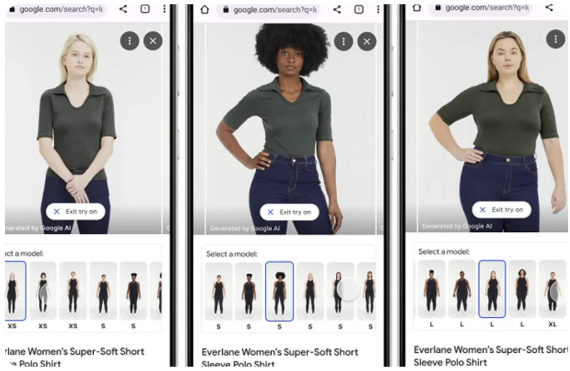 google.com/search?q=l
Exit try on
Generated by Google AI
Select a model:
XS
XS
XS
S
S
Everlane Women's Super-Soft Short
Polo Shirt
google.com/search?q=l
1
Exit try on
Generated by Google AI
Select a model:
S
S
S
S
S
S
Everlane Women's Super-Soft Short
Sleeve Polo Shirt
google.com/search?q=l
Exit try on
Generated by Google AI
Select a model:
L
L
L
L
XL
Everlane Women's Super-Soft Short
Sleeve Polo Shirt